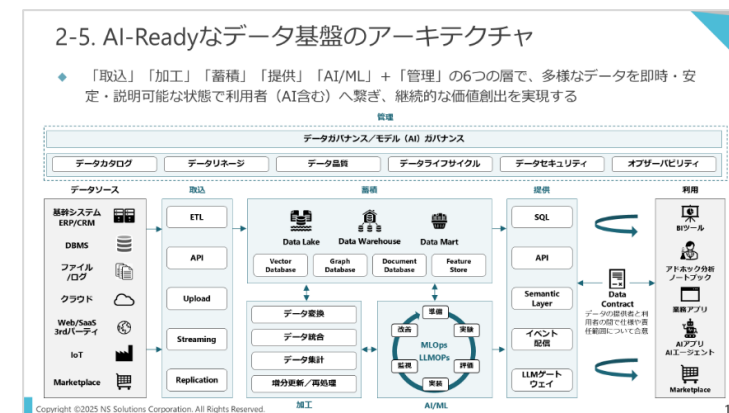 2-5. AI-Readyなデータ基盤のアーキテクチャ
◆ 「取込」「加工」「蓄積」「提供」「AI/ML」+「管理」の6つの層で、多様なデータを即時・安
定・説明可能な状態で利用者（AI含む）へ繋ぎ、継続的な価値創出を実現する
管理
データガバナンス／モデル（AI）ガバナンス
データカタログ
データリネージ
データ品質
データライフサイクル
データセキュリティ
オブザーバビリティ
データソース
基幹システム
ERP/CRM
DBMS
ファイル
/ログ
クラウド
Web/SaaS
3rdパーティ
IoT
Marketplace
取込
ETL
API
Upload
Streaming
Replication
蓄積
Data Lake
Data Warehouse
Data Mart
Vector
Database
Graph
Database
Document
Database
Feature
Store
データ変換
データ統合
データ集計
増分更新／再処理
加工
準備
実験
評価
実装
監視
改善
MLOps
LLMOPs
AI/ML
提供
SQL
API
Semantic
Layer
イベント
配信
LLMゲート
ウェイ
Data
Contract
データの提供者と利
用者の間で仕様や責
任範囲について合意
利用
BIツール
アドホック分析
ノートブック
業務アプリ
AIアプリ
AIエージェント
Marketplace
Copyright ©2025 NS Solutions Corporation. All Rights Reserved.
1